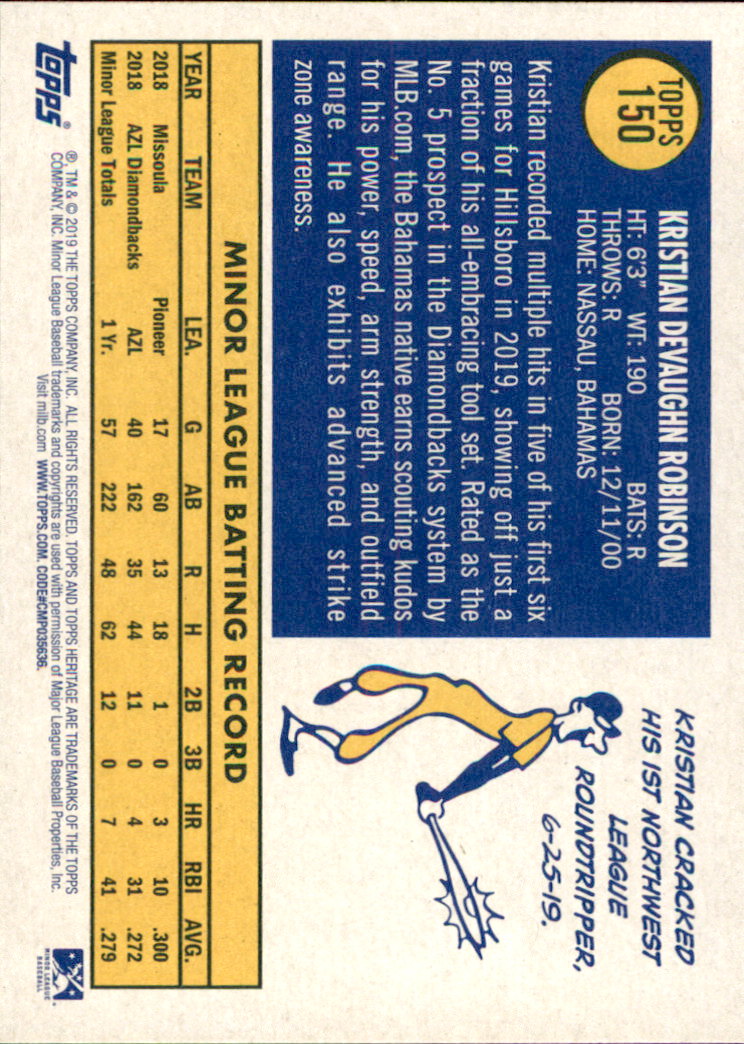 TOPPS
150
KRISTIAN DEVAUGHN ROBINSON
HT: 6'3" WT: 190 BATS: R
THROWS: R BORN: 12/11/00
HOME: NASSAU, BAHAMAS
Kristian recorded multiple hits in five of his first six
games for Hillsboro in 2019, showing off just a
fraction of his all-embracing tool set. Rated as the
No. 5 prospect in the Diamondbacks system by
MLB.com, the Bahamas native earns scouting kudos
for his power, speed, arm strength, and outfield
range. He also exhibits advanced strike
zone awareness.
KRISTIAN CRACKED
HIS 1ST NORTHWEST
LEAGUE
ROUNDTRIPPER,
6-25-19.
MINOR LEAGUE BATTING RECORD
YEAR TEAM LEA. G AB R H 2B 3B HR RBI AVG.
2018 Missoula Pioneer 17 60 13 18 1 0 3 10 .300
2018 AZL Diamondbacks AZL 40 162 35 44 11 0 4 31 .272
Minor League Totals 1 Yr. 57 222 48 62 12 0 7 41 .279
Topps®
®, TM & © 2019 THE TOPPS COMPANY, INC. ALL RIGHTS RESERVED. TOPPS AND TOPPS HERITAGE ARE TRADEMARKS OF THE TOPPS
COMPANY, INC. Minor League Baseball trademarks and copyrights are used with permission of Major League Baseball Properties, Inc.
Visit milb.com WWW.TOPPS.COM. CODE#CMP035636.
MINOR LEAGUE
BASEBALL